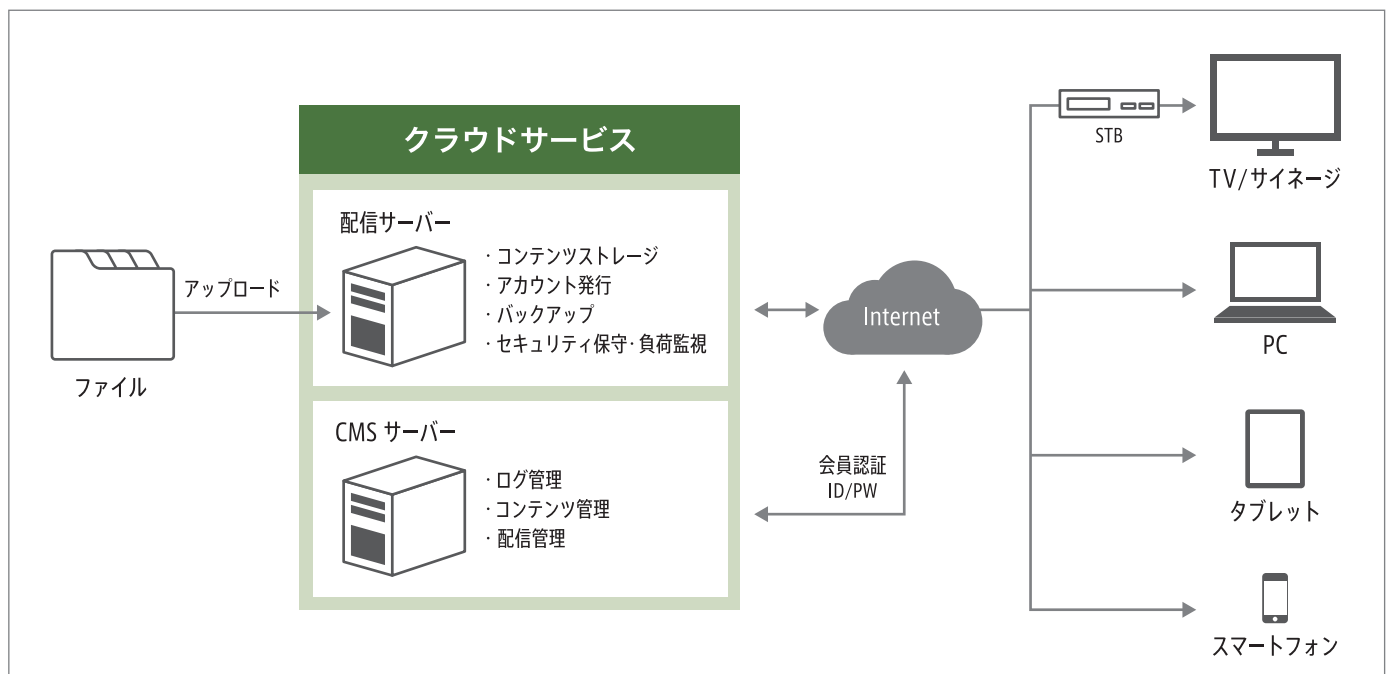 クラウドサービス
配信サーバー
・コンテンツストレージ
・アカウント発行
・バックアップ
・セキュリティ保守・負荷監視
アップロード
ファイル
CMS サーバー
・ログ管理
・コンテンツ管理
・配信管理
Internet
会員認証
ID/PW
STB
TV/サイネージ
PC
タブレット
スマートフォン